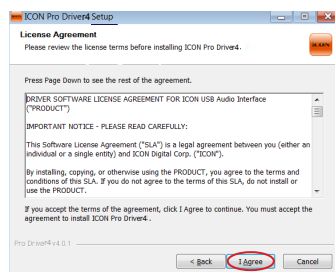 ICON Pro Driver4 Setup
License Agreement
Please review the license terms before installing ICON Pro Driver4.
ICON
Press Page Down to see the rest of the agreement.
DRIVER SOFTWARE LICENSE AGREEMENT FOR ICON USB Audio Interface
("PRODUCT")
IMPORTANT NOTICE - PLEASE READ CAREFULLY:
This Software License Agreement ("SLA") is a legal agreement between you (either an
individual or a single entity) and ICON Digital Corp. ("ICON").
By installing, copying, or otherwise using the PRODUCT, you agree to the terms and
conditions of this SLA. If you do not agree to the terms of this SLA, do not install or
use the PRODUCT.
If you accept the terms of the agreement, click I Agree to continue. You must accept the
agreement to install ICON Pro Driver4.
Pro Driver4 v4.0.1
< Back I Agree Cancel